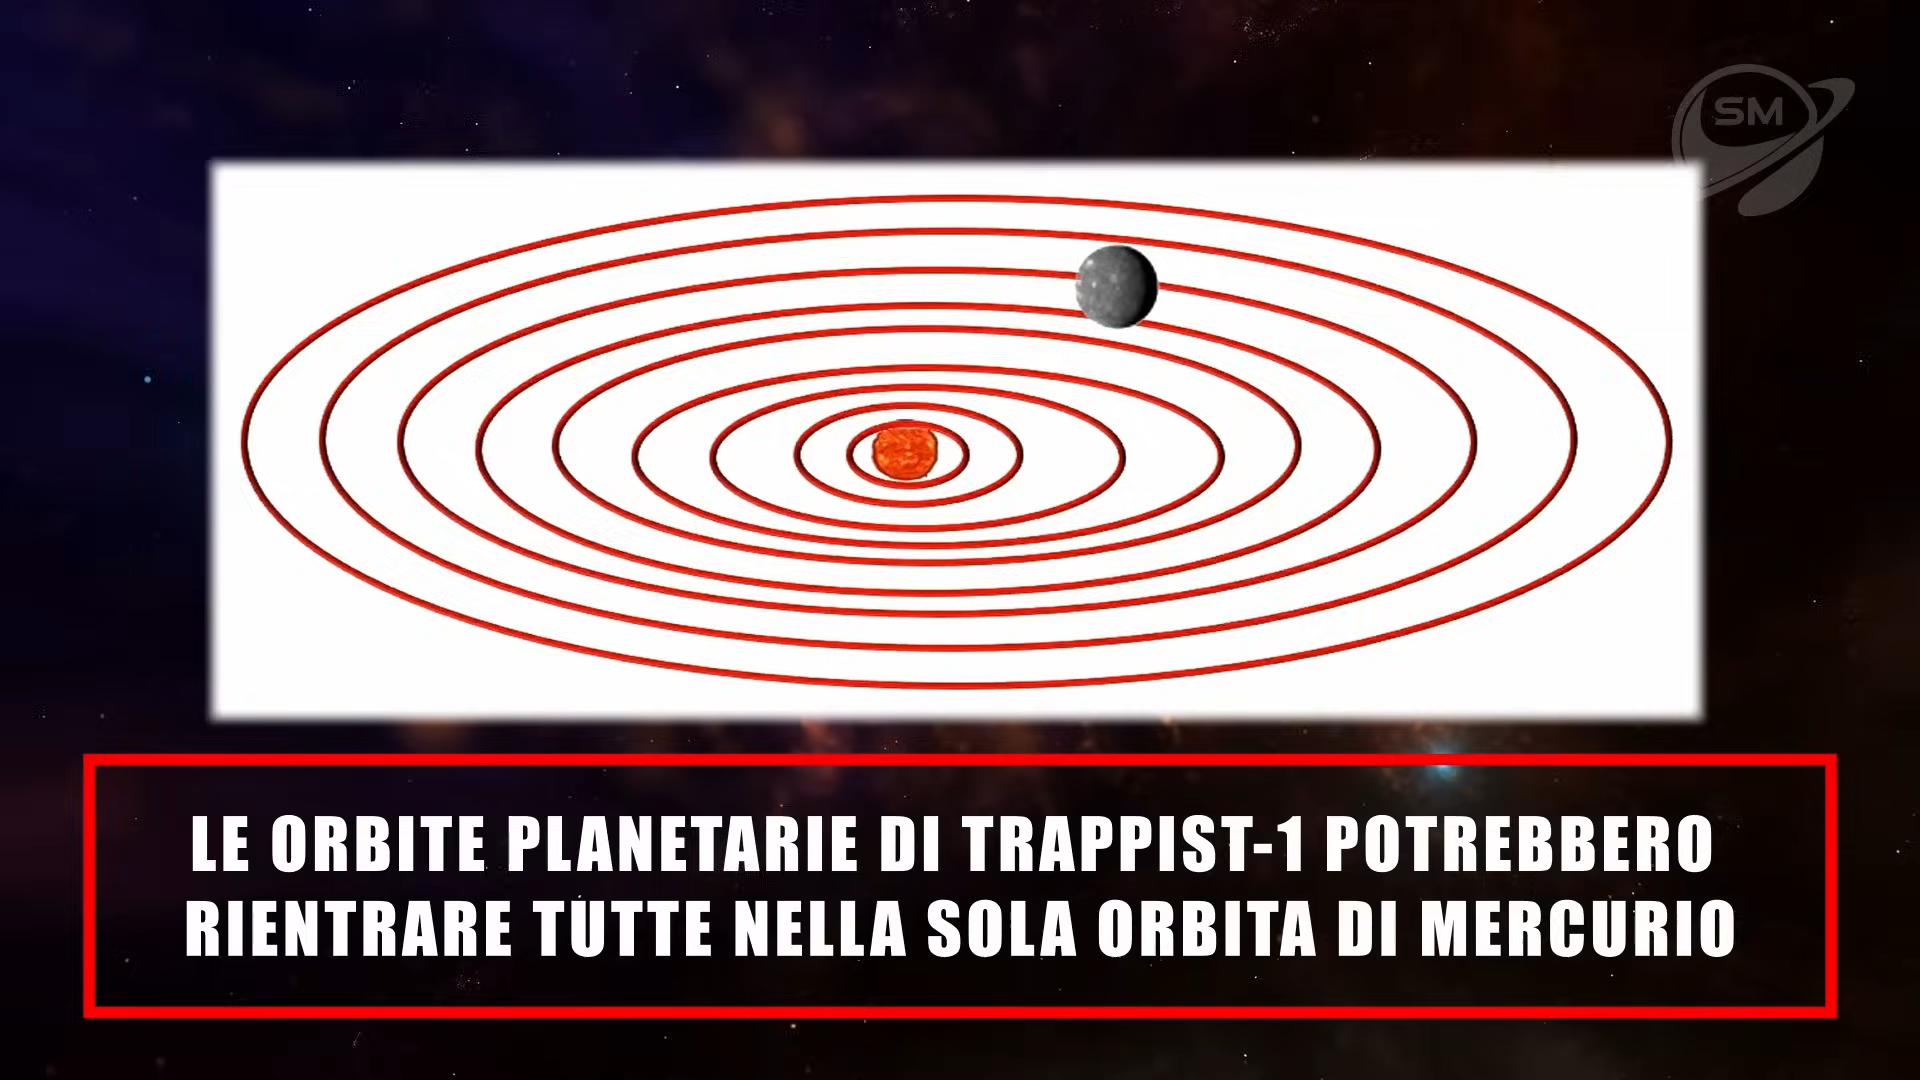 SM
LE ORBITE PLANETARIE DI TRAPPIST-1 POTREBBERO
RIENTRARE TUTTE NELLA SOLA ORBITA DI MERCURIO